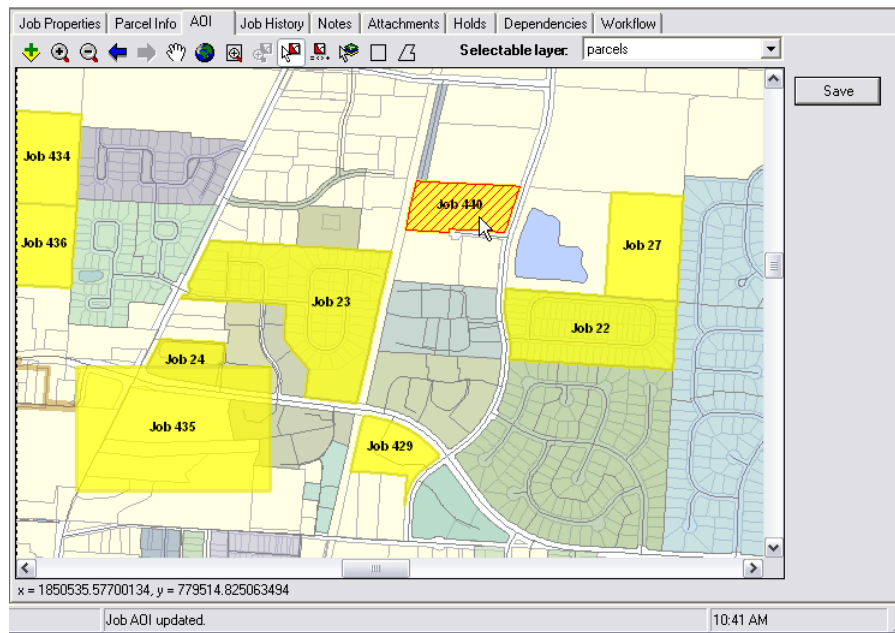 Job Properties Parcel Info AOI Job History Notes Attachments Holds Dependencies Workflow
Selectable layer: parcels
Save
Job 434
Job 440
Job 436
Job 27
Job 23
Job 22
Job 24
Job 435
Job 429
x = 1850535.57700134, y = 779514.825063494
Job AOI updated. 10:41 AM